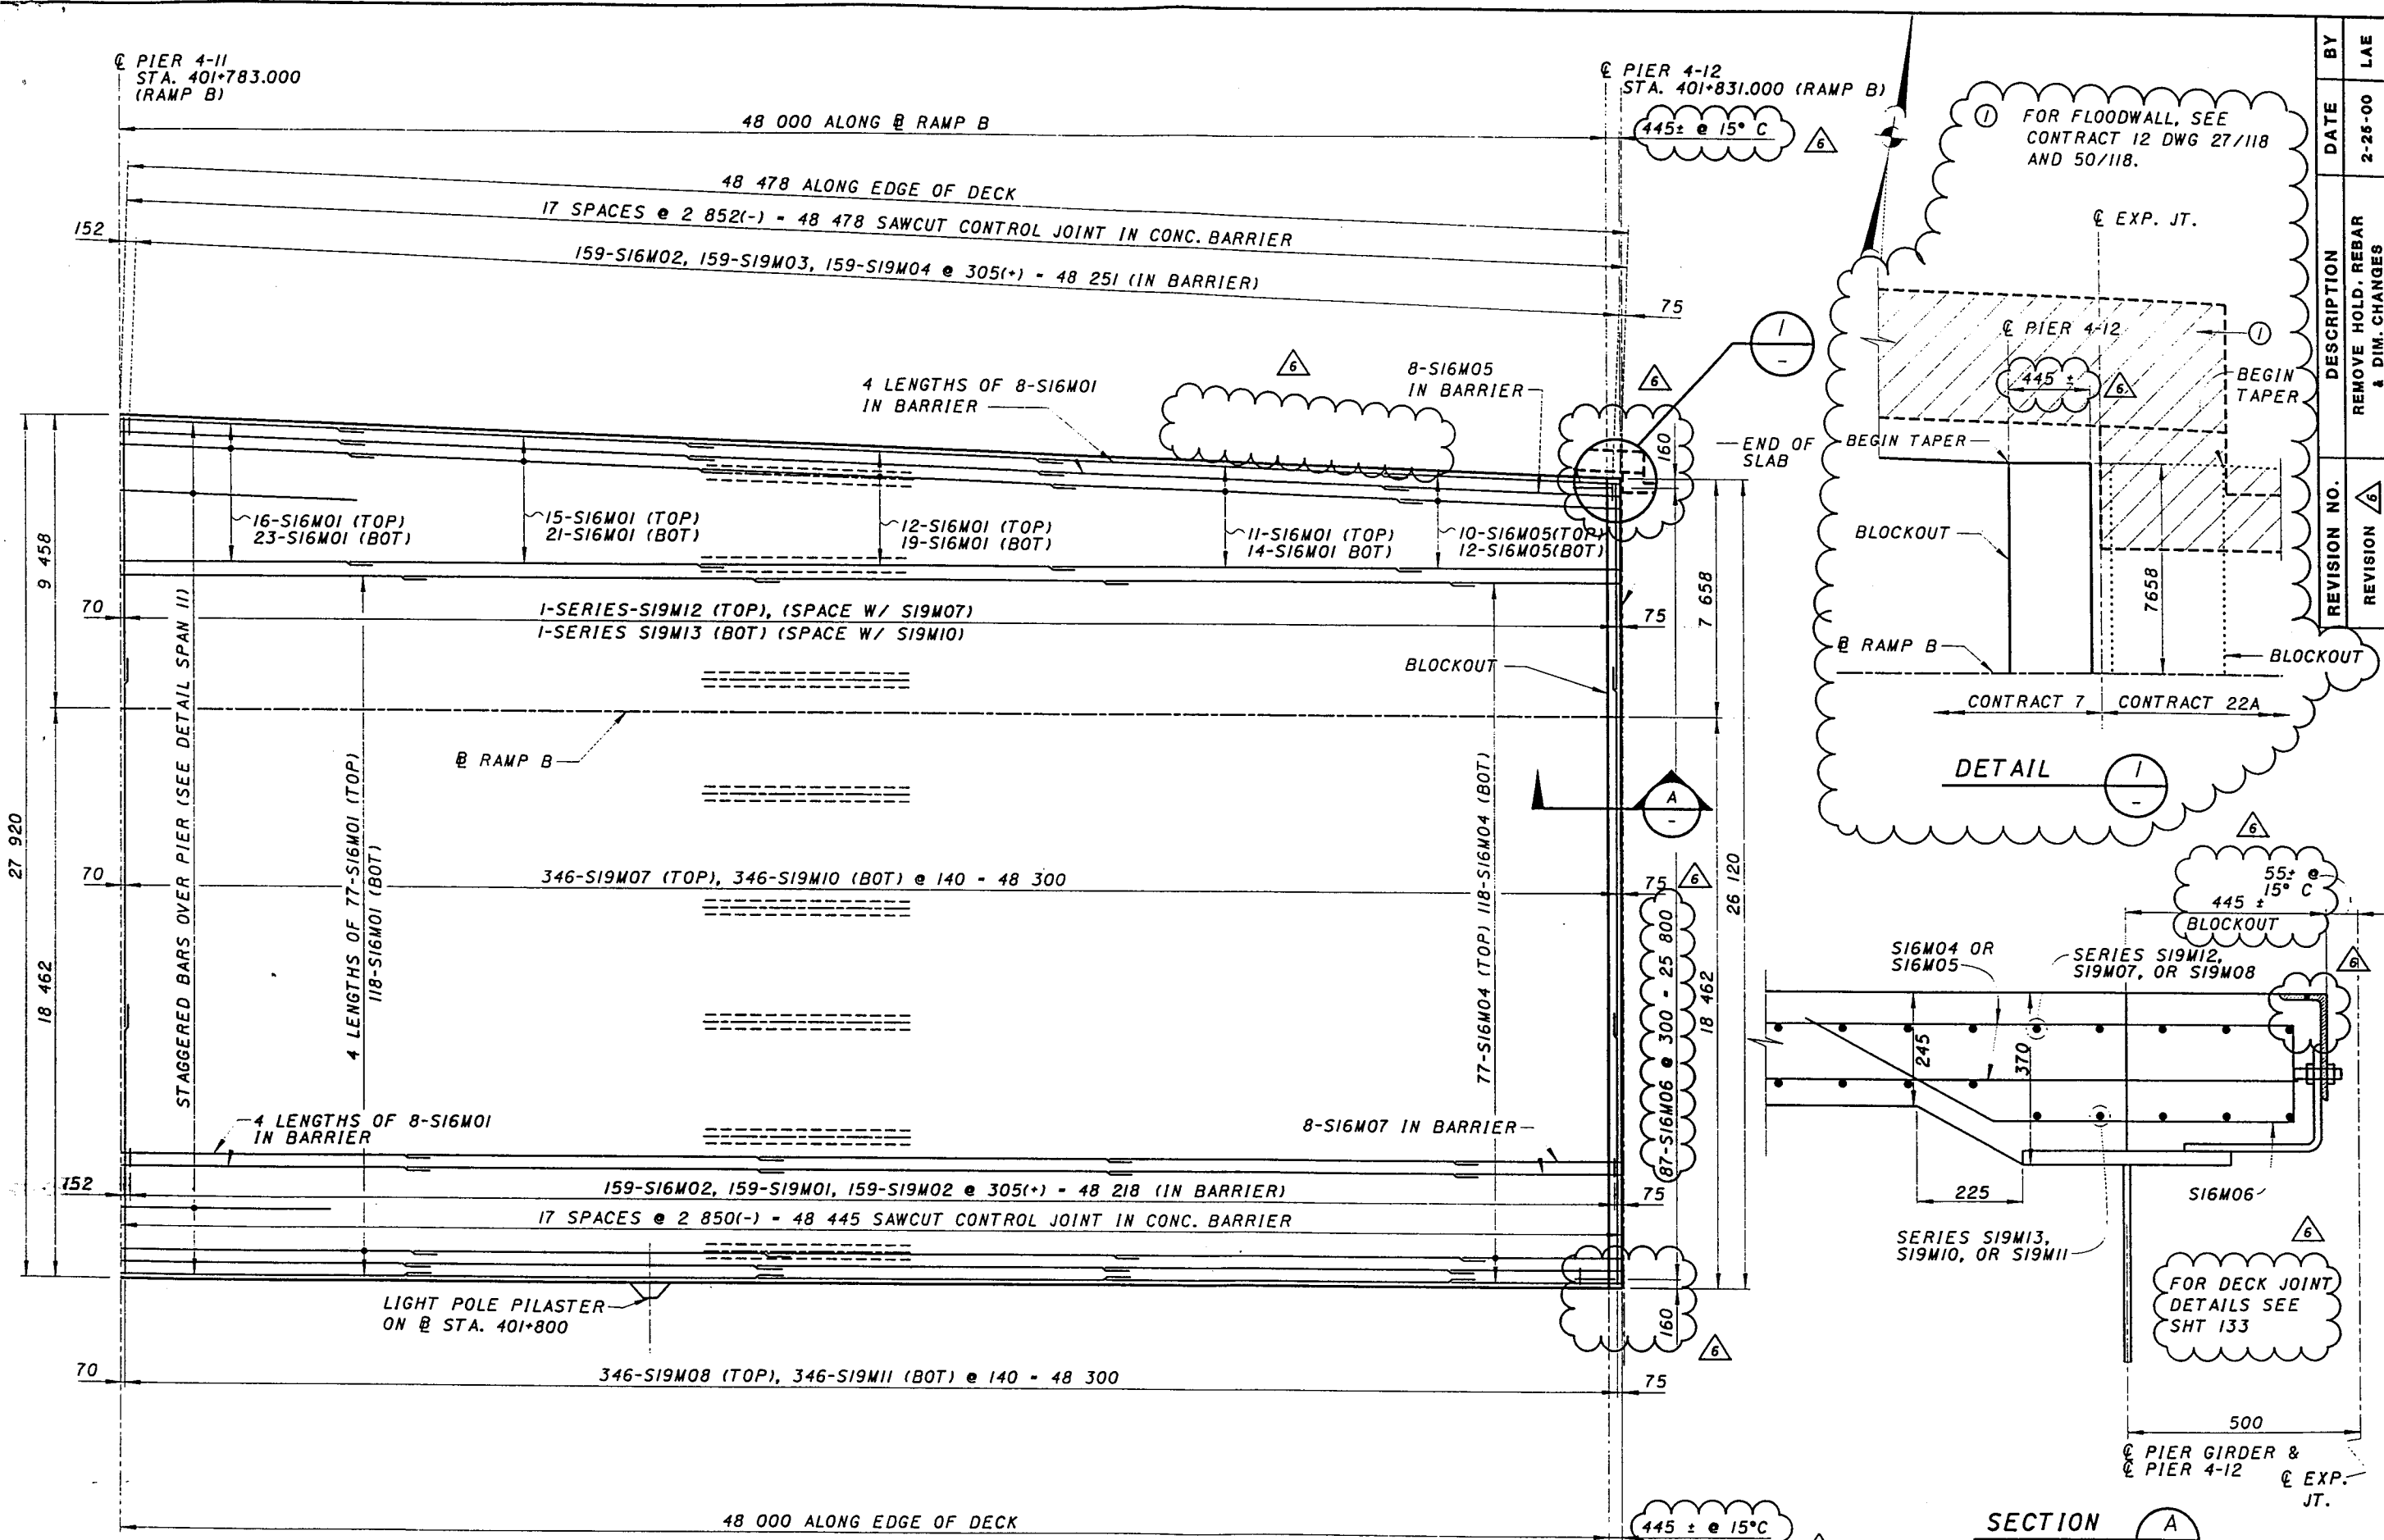 ℄ PIER 4-11
STA. 401+783.000
(RAMP B)
℄ PIER 4-12
STA. 401+831.000 (RAMP B)
48 000 ALONG ⅊ RAMP B
445± @ 15° C
6
48 478 ALONG EDGE OF DECK
17 SPACES @ 2 852(-) = 48 478 SAWCUT CONTROL JOINT IN CONC. BARRIER
152
159-S16M02, 159-S19M03, 159-S19M04 @ 305(+) = 48 251 (IN BARRIER)
75
1
-
6
4 LENGTHS OF 8-S16M01
IN BARRIER
8-S16M05
IN BARRIER
6
160
END OF
SLAB
16-S16M01 (TOP)
23-S16M01 (BOT)
15-S16M01 (TOP)
21-S16M01 (BOT)
12-S16M01 (TOP)
19-S16M01 (BOT)
11-S16M01 (TOP)
14-S16M01 BOT)
10-S16M05(TOP)
12-S16M05(BOT)
9 458
27 920
18 462
7 658
26 120
18 462
70
1-SERIES-S19M12 (TOP), (SPACE W/ S19M07)
1-SERIES S19M13 (BOT) (SPACE W/ S19M10)
75
BLOCKOUT
STAGGERED BARS OVER PIER (SEE DETAIL SPAN 11)
4 LENGTHS OF 77-S16M01 (TOP)
118-S16M01 (BOT)
⅊ RAMP B
77-S16M04 (TOP) 118-S16M04 (BOT)
A
-
70
346-S19M07 (TOP), 346-S19M10 (BOT) @ 140 = 48 300
75
6
87-S16M06 @ 300 = 25 800
4 LENGTHS OF 8-S16M01
IN BARRIER
8-S16M07 IN BARRIER
152
159-S16M02, 159-S19M01, 159-S19M02 @ 305(+) = 48 218 (IN BARRIER)
75
17 SPACES @ 2 850(-) = 48 445 SAWCUT CONTROL JOINT IN CONC. BARRIER
LIGHT POLE PILASTER
ON ⅊ STA. 401+800
160
6
70
346-S19M08 (TOP), 346-S19M11 (BOT) @ 140 = 48 300
75
48 000 ALONG EDGE OF DECK
445 ± @ 15°C
1 FOR FLOODWALL, SEE
CONTRACT 12 DWG 27/118
AND 50/118.
℄ EXP. JT.
℄ PIER 4-12
1
445 ±
6
BEGIN
TAPER
BEGIN TAPER
BLOCKOUT
7658
⅊ RAMP B
BLOCKOUT
CONTRACT 7
CONTRACT 22A
DETAIL
1
-
REVISION NO.
DESCRIPTION
DATE
BY
REVISION 6
REMOVE HOLD, REBAR
& DIM. CHANGES
2-25-00
LAE
6
55± @
15° C
445 ±
BLOCKOUT
S16M04 OR
S16M05
SERIES S19M12,
S19M07, OR S19M08
6
245
370
225
S16M06
SERIES S19M13,
S19M10, OR S19M11
6
FOR DECK JOINT
DETAILS SEE
SHT 133
500
℄ PIER GIRDER &
℄ PIER 4-12
℄ EXP.
JT.
SECTION
A